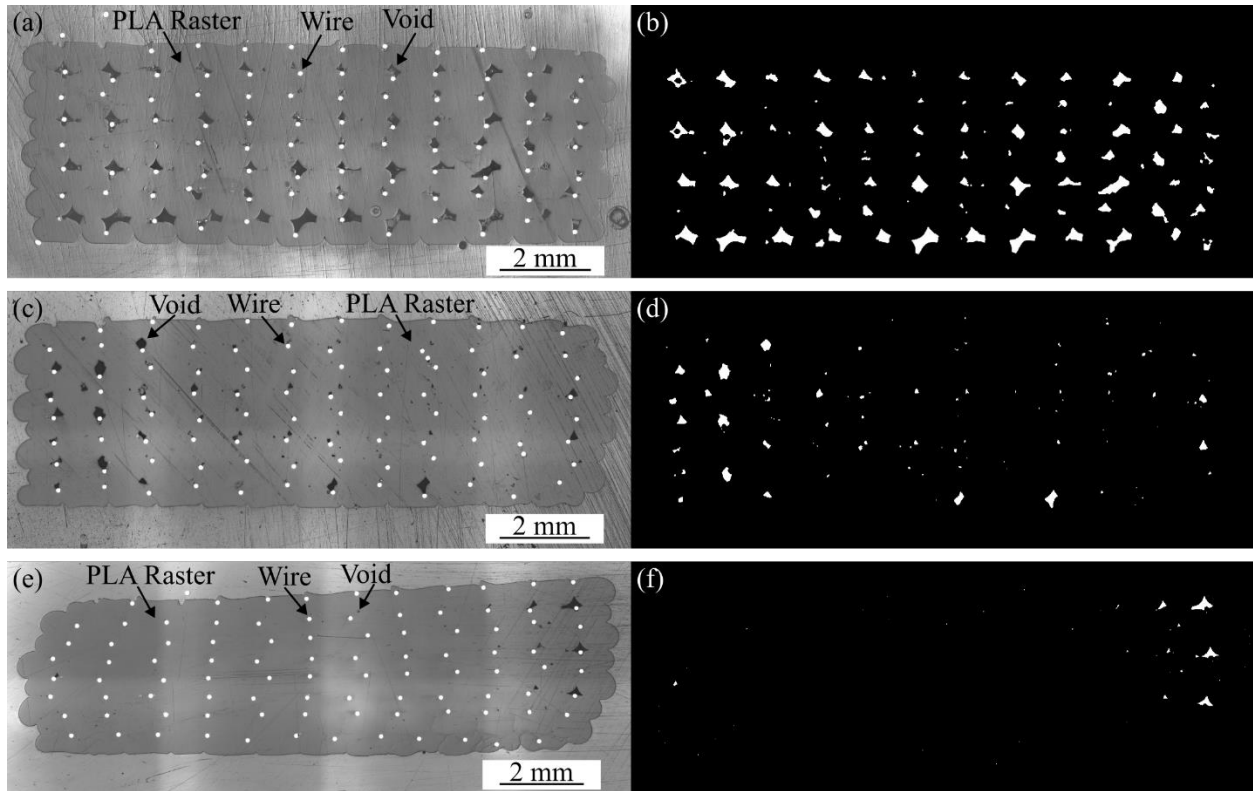 (a)
PLA Raster
Wire
Void
2 mm
(b)
(c)
Void
Wire
PLA Raster
2 mm
(d)
(e)
PLA Raster
Wire
Void
2 mm
(f)